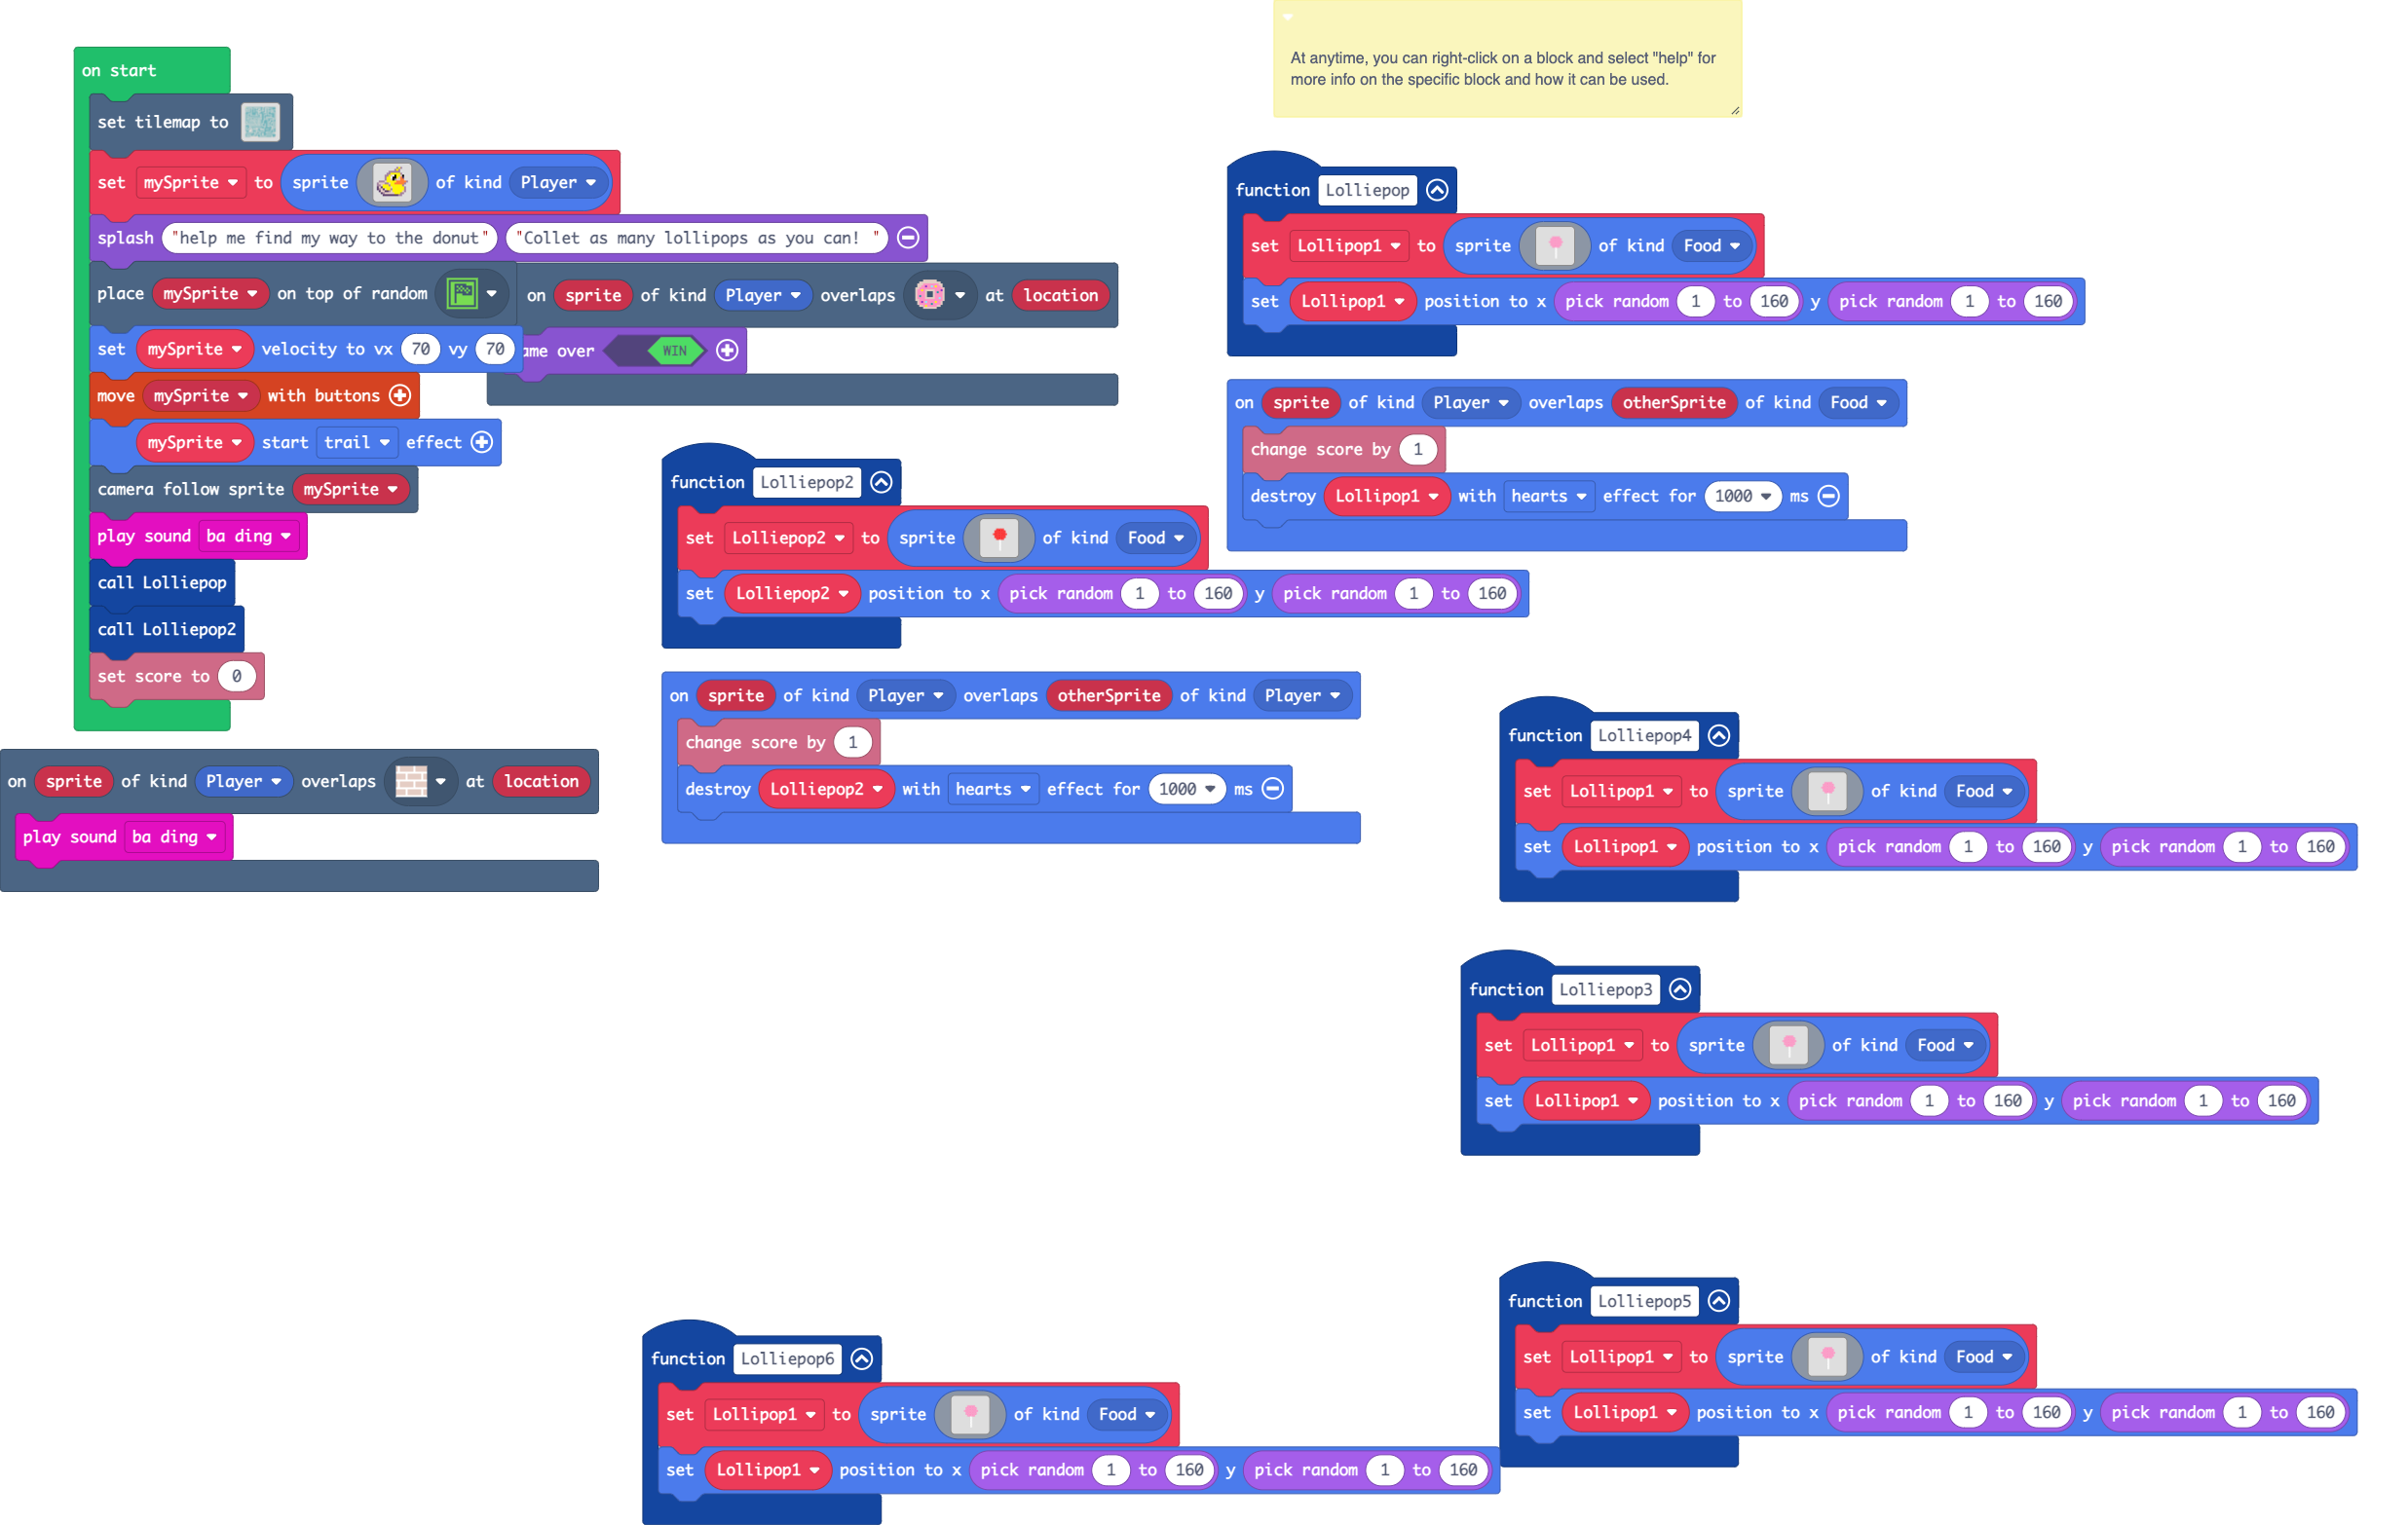 At anytime, you can right-click on a block and select "help" for
more info on the specific block and how it can be used.
on start
set tilemap to
set mySprite to sprite of kind Player
splash "help me find my way to the donut" "Collet as many lollipops as you can! "
place mySprite on top of random
set mySprite velocity to vx 70 vy 70
move mySprite with buttons
mySprite start trail effect
camera follow sprite mySprite
play sound ba ding
call Lolliepop
call Lolliepop2
set score to 0
on sprite of kind Player overlaps at location
ame over WIN
on sprite of kind Player overlaps at location
play sound ba ding
function Lolliepop
set Lollipop1 to sprite of kind Food
set Lollipop1 position to x pick random 1 to 160 y pick random 1 to 160
on sprite of kind Player overlaps otherSprite of kind Food
change score by 1
destroy Lollipop1 with hearts effect for 1000 ms
function Lolliepop2
set Lolliepop2 to sprite of kind Food
set Lolliepop2 position to x pick random 1 to 160 y pick random 1 to 160
on sprite of kind Player overlaps otherSprite of kind Player
change score by 1
destroy Lolliepop2 with hearts effect for 1000 ms
function Lolliepop4
set Lollipop1 to sprite of kind Food
set Lollipop1 position to x pick random 1 to 160 y pick random 1 to 160
function Lolliepop3
set Lollipop1 to sprite of kind Food
set Lollipop1 position to x pick random 1 to 160 y pick random 1 to 160
function Lolliepop5
set Lollipop1 to sprite of kind Food
set Lollipop1 position to x pick random 1 to 160 y pick random 1 to 160
function Lolliepop6
set Lollipop1 to sprite of kind Food
set Lollipop1 position to x pick random 1 to 160 y pick random 1 to 160